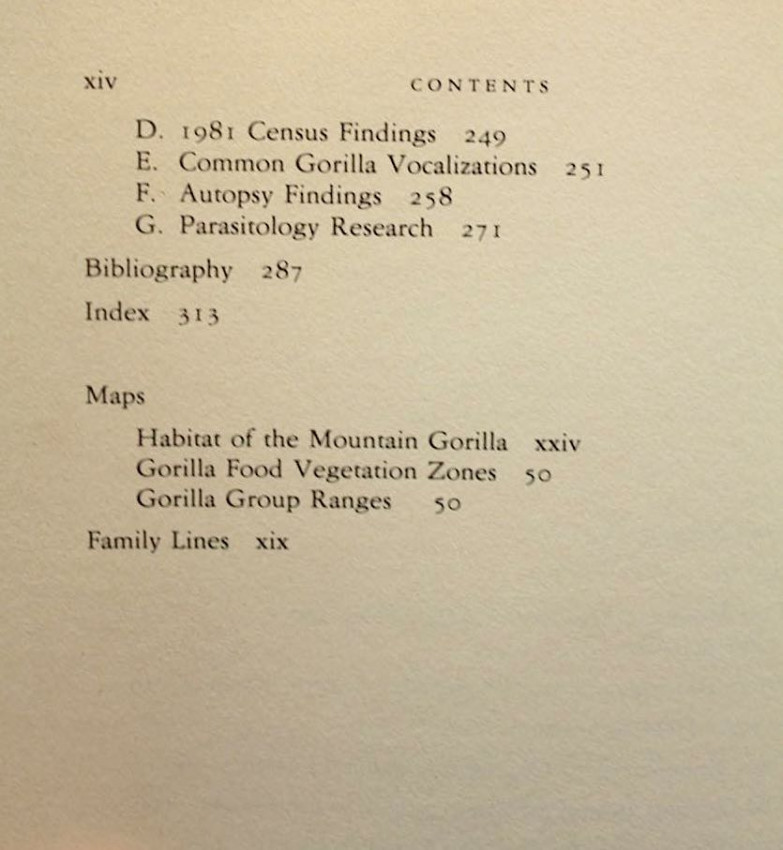 xiv CONTENTS
D. 1981 Census Findings 249
E. Common Gorilla Vocalizations 251
F. Autopsy Findings 258
G. Parasitology Research 271
Bibliography 287
Index 313
Maps
Habitat of the Mountain Gorilla xxiv
Gorilla Food Vegetation Zones 50
Gorilla Group Ranges 50
Family Lines xix